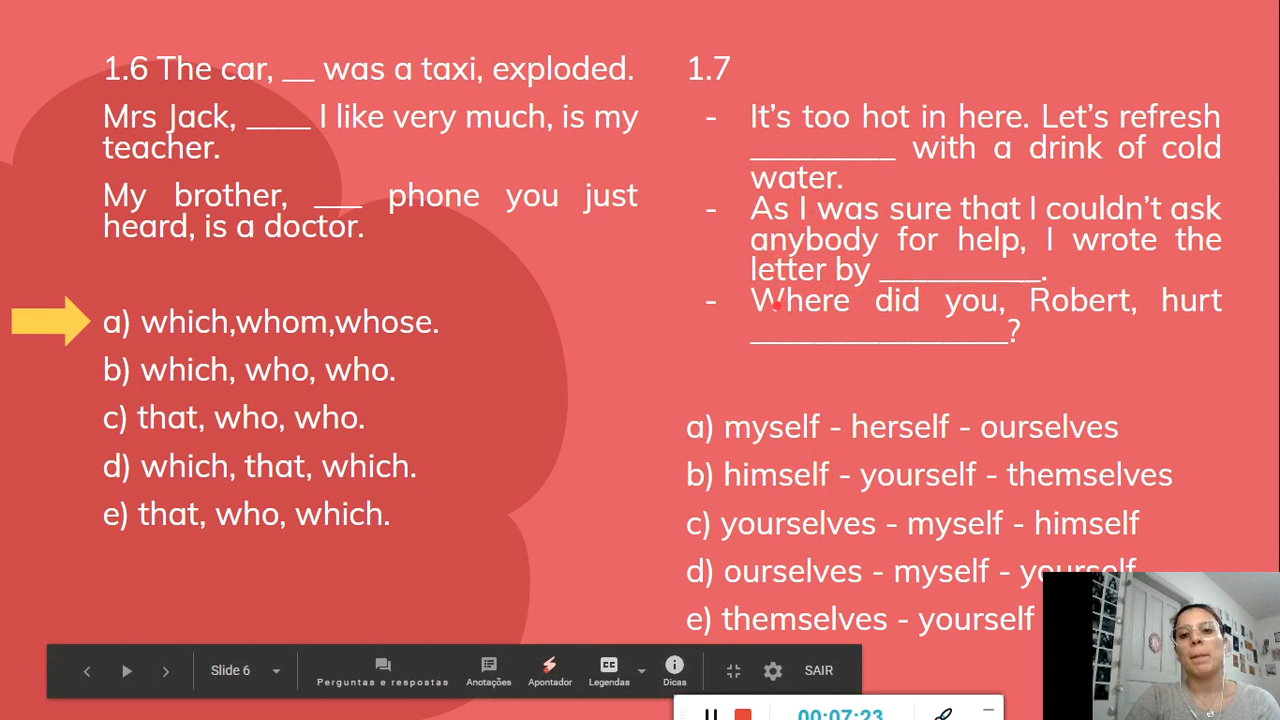 1.6 The car, __ was a taxi, exploded.
Mrs Jack, ____ I like very much, is my
teacher.
My brother, ___ phone you just
heard, is a doctor.
a) which,whom,whose.
b) which, who, who.
c) that, who, who.
d) which, that, which.
e) that, who, which.
1.7
- It’s too hot in here. Let’s refresh
_________ with a drink of cold
water.
- As I was sure that I couldn’t ask
anybody for help, I wrote the
letter by __________.
- Where did you, Robert, hurt
________________?
a) myself - herself - ourselves
b) himself - yourself - themselves
c) yourselves - myself - himself
d) ourselves - myself - yourself
e) themselves - yourself
Slide 6
Perguntas e respostas
Anotações
Apontador
Legendas
Dicas
SAIR
00:07:23